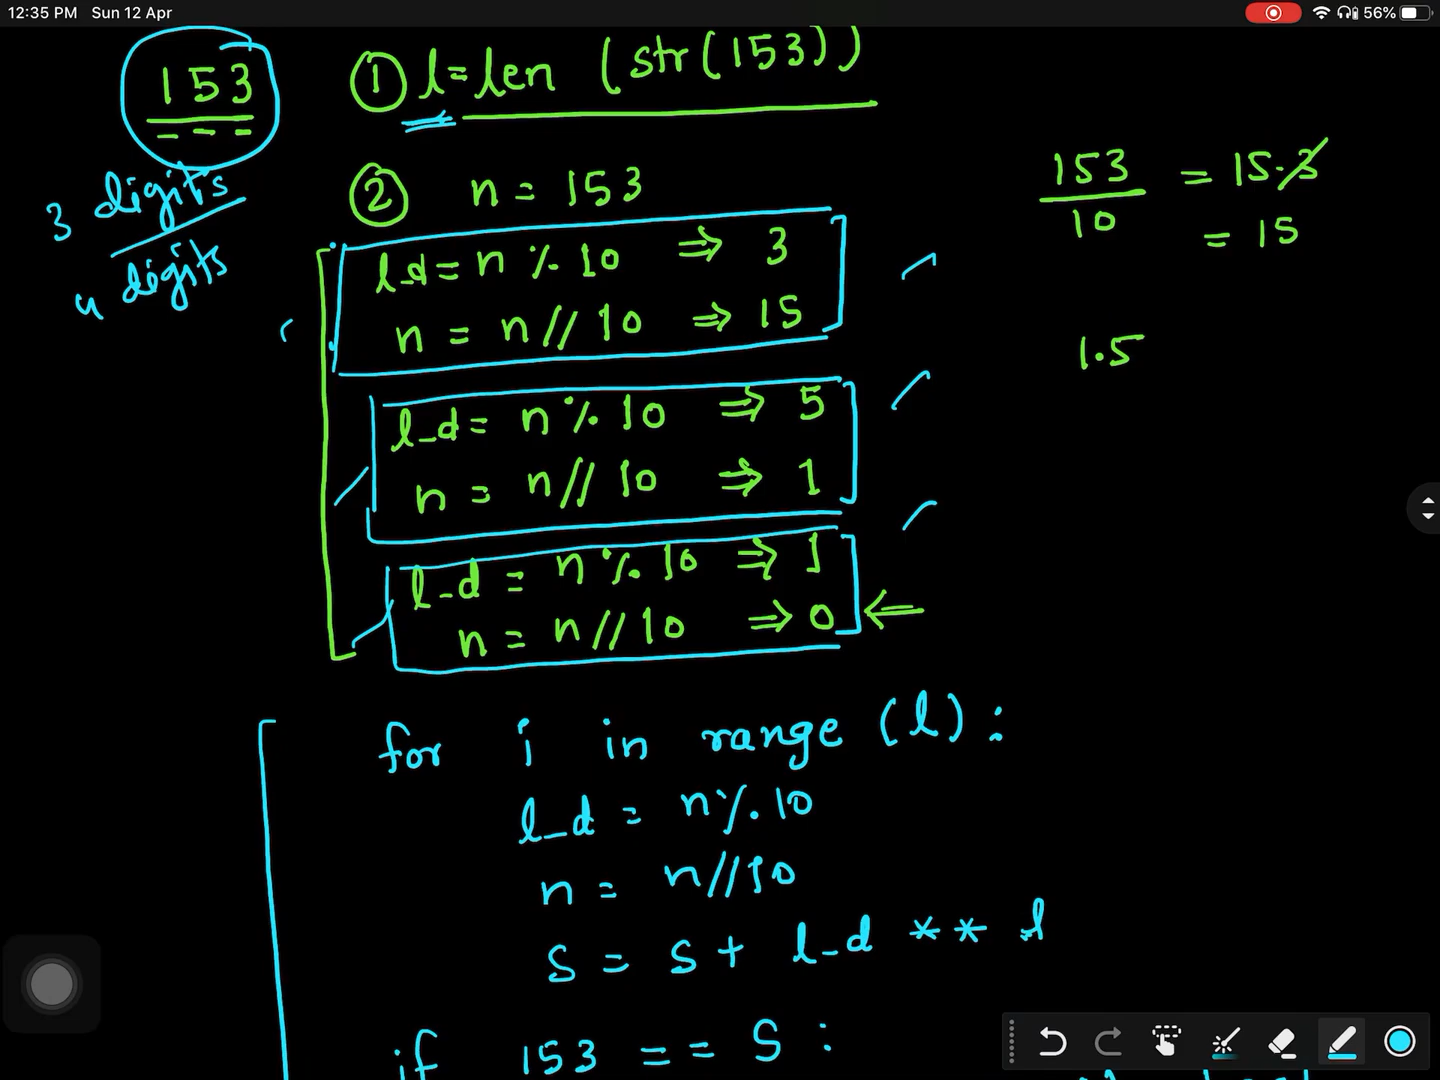 12:35 PM Sun 12 Apr
56%
153
① l=len (str(153))
3 digits
4 digits
② n = 153
l_d = n % 10 ⇒ 3
n = n // 10 ⇒ 15
153
10
= 15.3
= 15
1.5
l_d = n % 10 ⇒ 5
n = n // 10 ⇒ 1
l_d = n % 10 ⇒ 1
n = n // 10 ⇒ 0
for i in range (l) :
l_d = n % 10
n = n // 10
S = S + l_d ** l
if 153 == S :